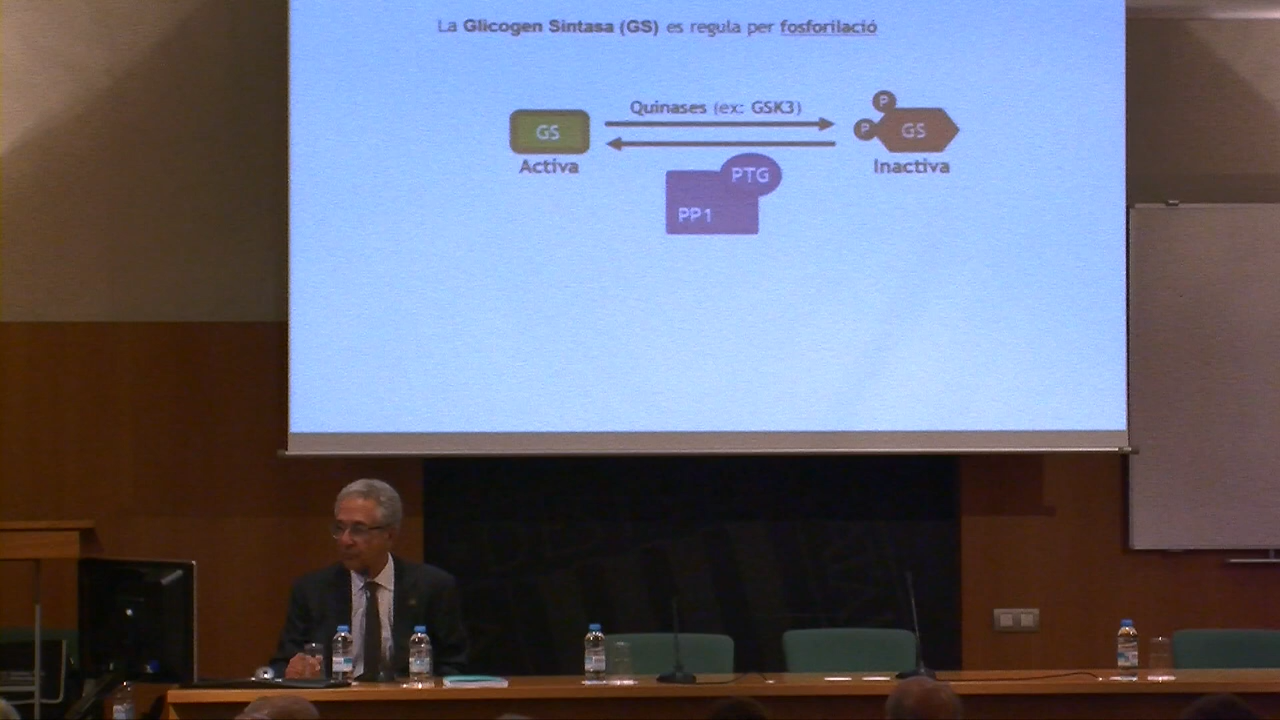 La Glicogen Sintasa (GS) es regula per fosforilació
Quinases (ex: GSK3)
GS
P
P
GS
Activa
Inactiva
PTG
PP1